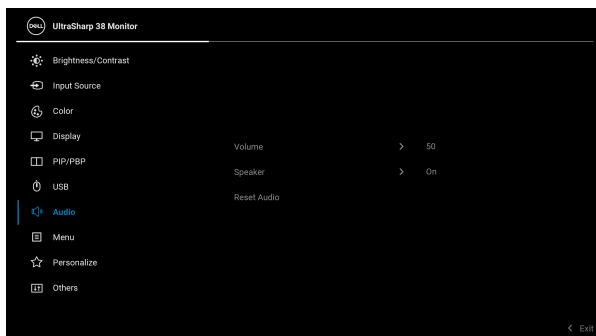 DELL UltraSharp 38 Monitor
Brightness/Contrast
Input Source
Color
Display
Volume 50
PIP/PBP
Speaker On
USB
Reset Audio
Audio
Menu
Personalize
Others
Exit